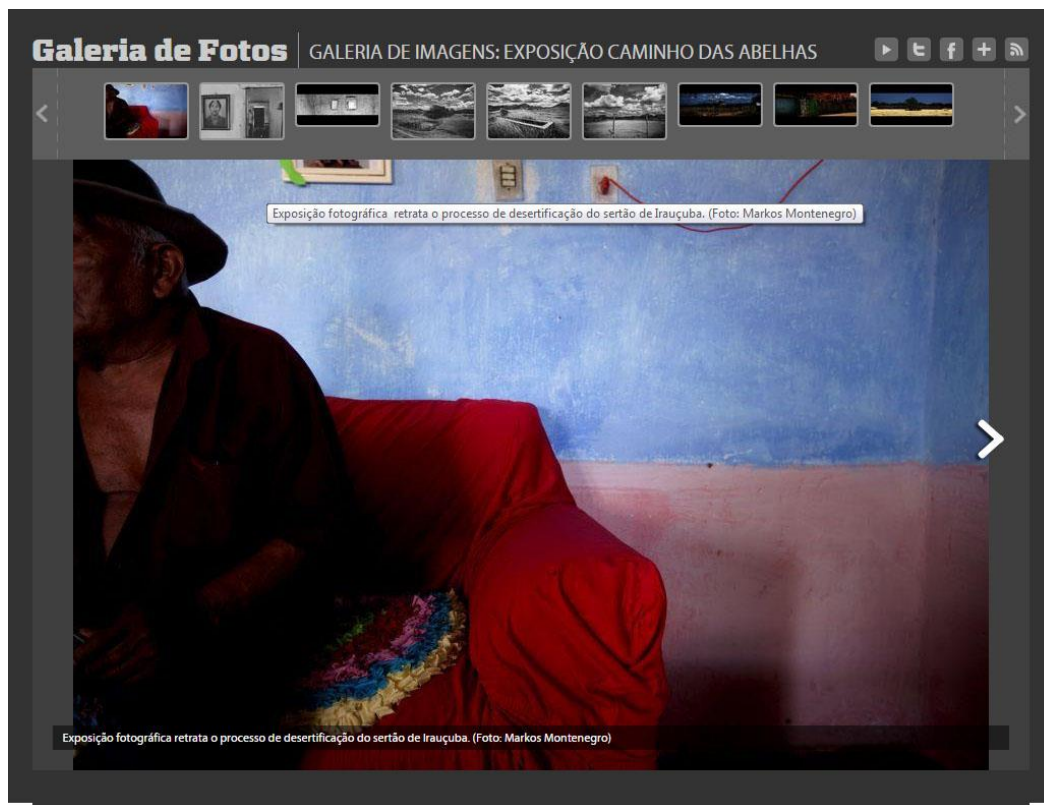 Galeria de Fotos
GALERIA DE IMAGENS: EXPOSIÇÃO CAMINHO DAS ABELHAS
Exposição fotográfica retrata o processo de desertificação do sertão de Irauçuba. (Foto: Markos Montenegro)
Exposição fotográfica retrata o processo de desertificação do sertão de Irauçuba. (Foto: Markos Montenegro)